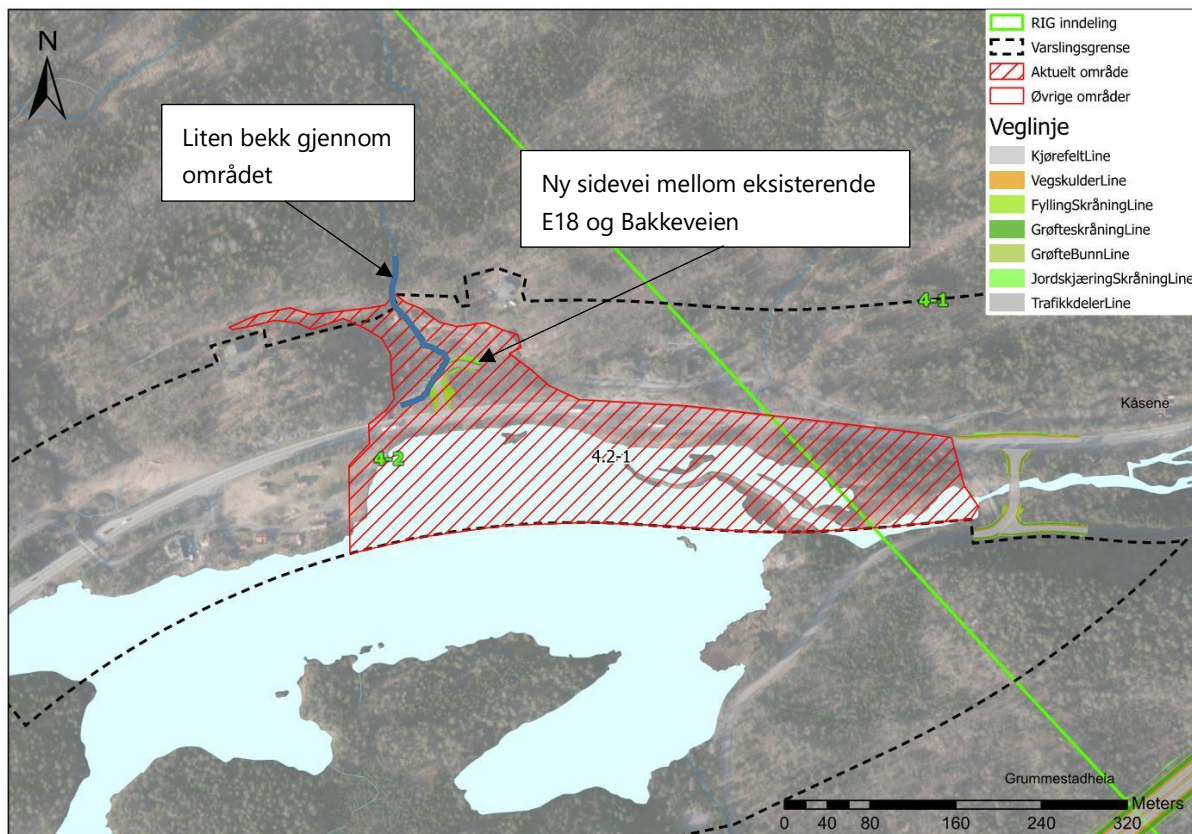 N
Liten bekk gjennom
området
Ny sidevei mellom eksisterende
E18 og Bakkeveien
RIG inndeling
Varslingsgrense
Aktuelt område
Øvrige områder
Veglinje
KjørefeltLine
VegskulderLine
FyllingSkråningLine
GrøfteskråningLine
GrøfteBunnLine
JordskjæringSkråningLine
TrafikkdelerLine
4-1
Kåsene
4-2
4.2-1
Grummestadheia
Meters
0 40 80 160 240 320